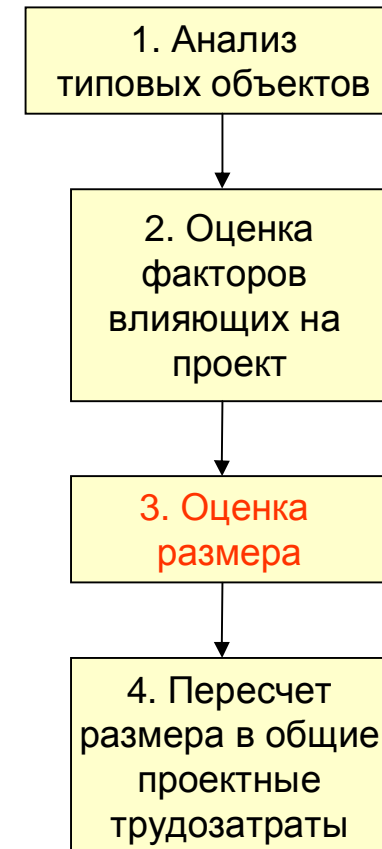 1. Анализ
типовых объектов
2. Оценка
факторов
влияющих на
проект
3. Оценка
размера
4. Пересчет
размера в общие
проектные
трудозатраты